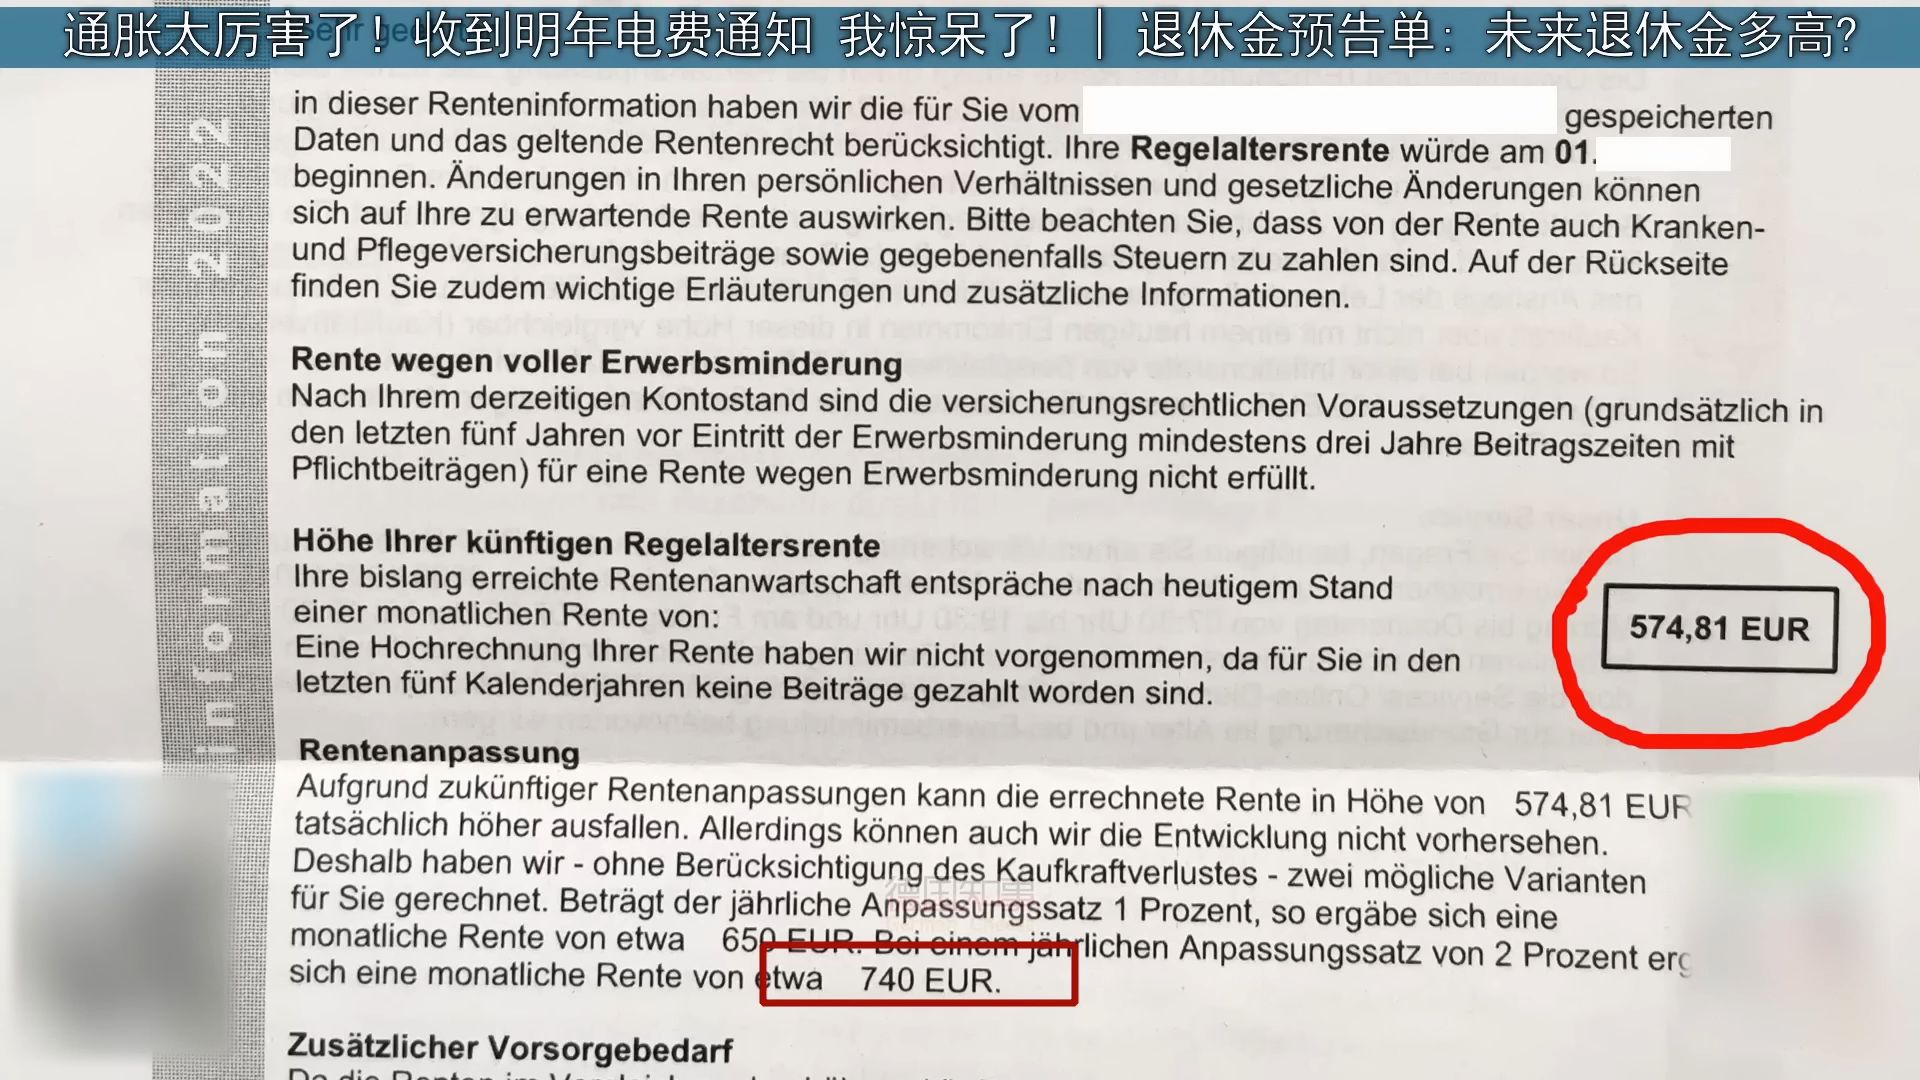 通胀太厉害了！收到明年电费通知 我惊呆了！｜ 退休金预告单：未来退休金多高?
in dieser Renteninformation haben wir die für Sie vom gespeicherten
Daten und das geltende Rentenrecht berücksichtigt. Ihre Regelaltersrente würde am 01.
beginnen. Änderungen in Ihren persönlichen Verhältnissen und gesetzliche Änderungen können
sich auf Ihre zu erwartende Rente auswirken. Bitte beachten Sie, dass von der Rente auch Kranken-
und Pflegeversicherungsbeiträge sowie gegebenenfalls Steuern zu zahlen sind. Auf der Rückseite
finden Sie zudem wichtige Erläuterungen und zusätzliche Informationen.
Rente wegen voller Erwerbsminderung
Nach Ihrem derzeitigen Kontostand sind die versicherungsrechtlichen Voraussetzungen (grundsätzlich in
den letzten fünf Jahren vor Eintritt der Erwerbsminderung mindestens drei Jahre Beitragszeiten mit
Pflichtbeiträgen) für eine Rente wegen Erwerbsminderung nicht erfüllt.
Höhe Ihrer künftigen Regelaltersrente
Ihre bislang erreichte Rentenanwartschaft entspräche nach heutigem Stand
einer monatlichen Rente von:
574,81 EUR
Eine Hochrechnung Ihrer Rente haben wir nicht vorgenommen, da für Sie in den
letzten fünf Kalenderjahren keine Beiträge gezahlt worden sind.
Rentenanpassung
Aufgrund zukünftiger Rentenanpassungen kann die errechnete Rente in Höhe von 574,81 EUR
tatsächlich höher ausfallen. Allerdings können auch wir die Entwicklung nicht vorhersehen.
Deshalb haben wir - ohne Berücksichtigung des Kaufkraftverlustes - zwei mögliche Varianten
für Sie gerechnet. Beträgt der jährliche Anpassungssatz 1 Prozent, so ergäbe sich eine
monatliche Rente von etwa 650 EUR. Bei einem jährlichen Anpassungssatz von 2 Prozent erg
sich eine monatliche Rente von etwa 740 EUR.
Zusätzlicher Vorsorgebedarf
information 2022
德国知事